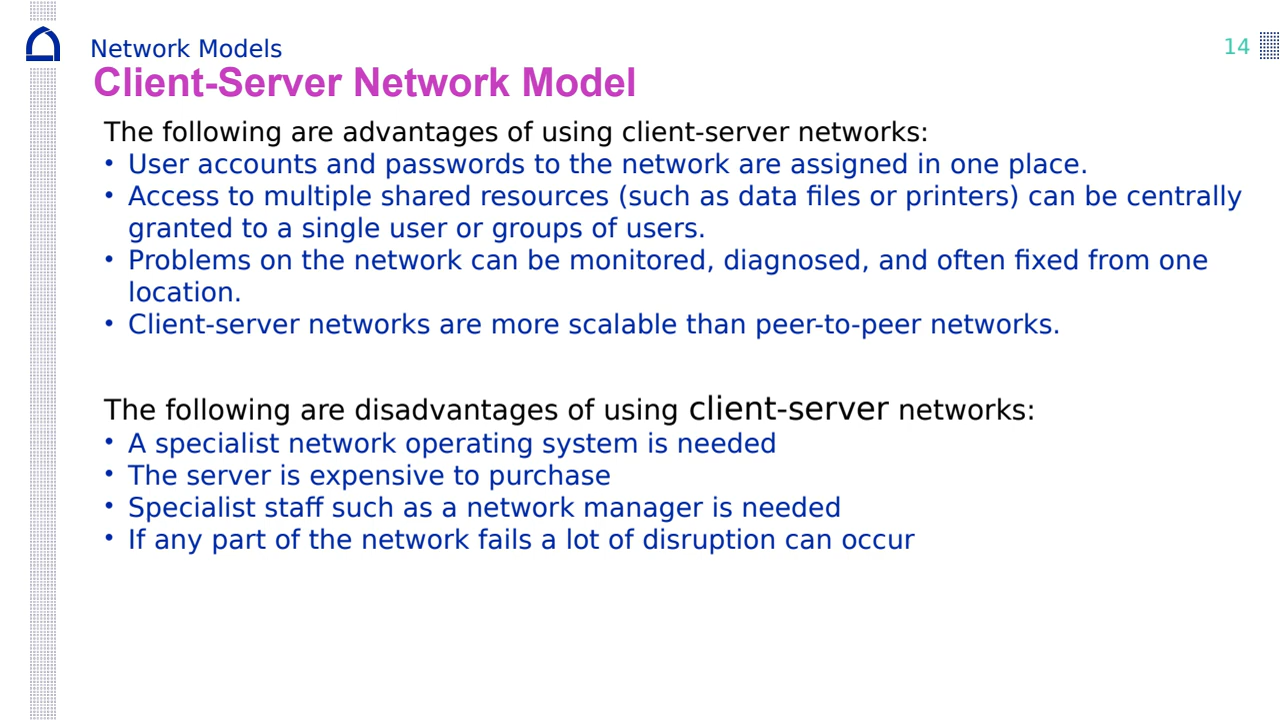 Network Models
14
Client-Server Network Model
The following are advantages of using client-server networks:
• User accounts and passwords to the network are assigned in one place.
• Access to multiple shared resources (such as data files or printers) can be centrally
granted to a single user or groups of users.
• Problems on the network can be monitored, diagnosed, and often fixed from one
location.
• Client-server networks are more scalable than peer-to-peer networks.
The following are disadvantages of using client-server networks:
• A specialist network operating system is needed
• The server is expensive to purchase
• Specialist staff such as a network manager is needed
• If any part of the network fails a lot of disruption can occur